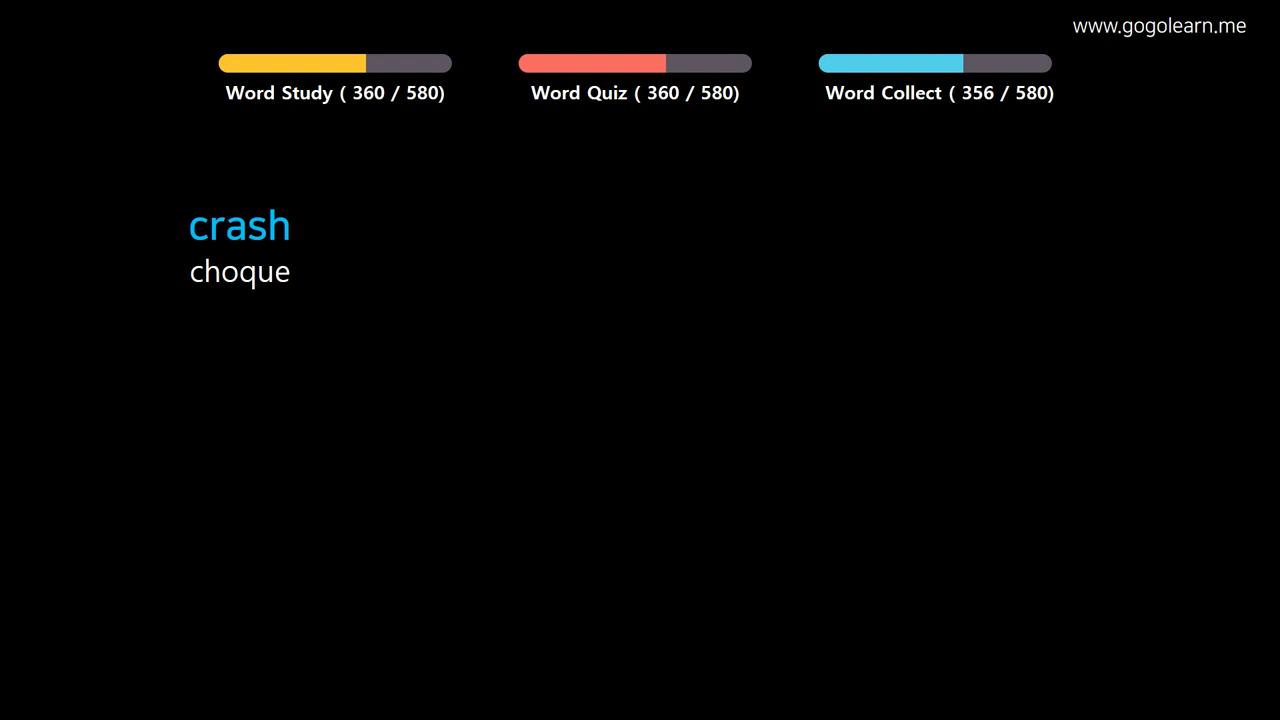 www.gogolearn.me
Word Study ( 360 / 580)
Word Quiz ( 360 / 580)
Word Collect ( 356 / 580)
crash
choque